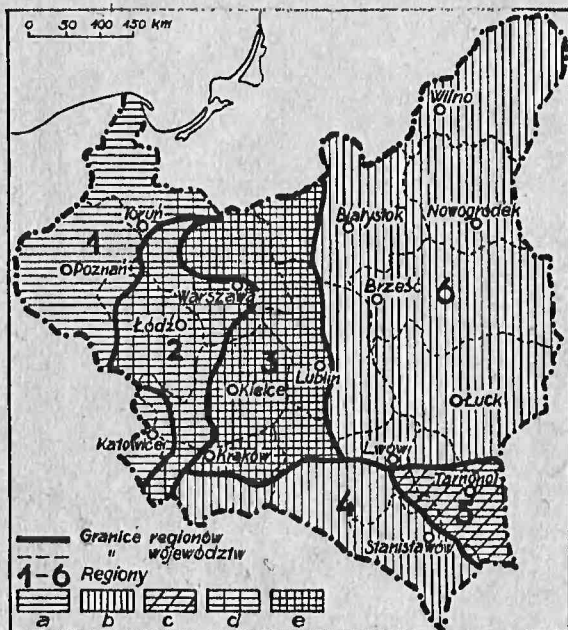 0 50 100 150 km
Wilno
Toruń
Białystok
Nowogródek
1
Poznań
Warszawa
Brześć
6
Łódź
2
3
Lublin
Kielce
Łuck
Katowice
Kraków
Lwów
Tarnopol
4
5
Stanisławów
Granice regionów
" województw
1-6 Regiony
a b c d e